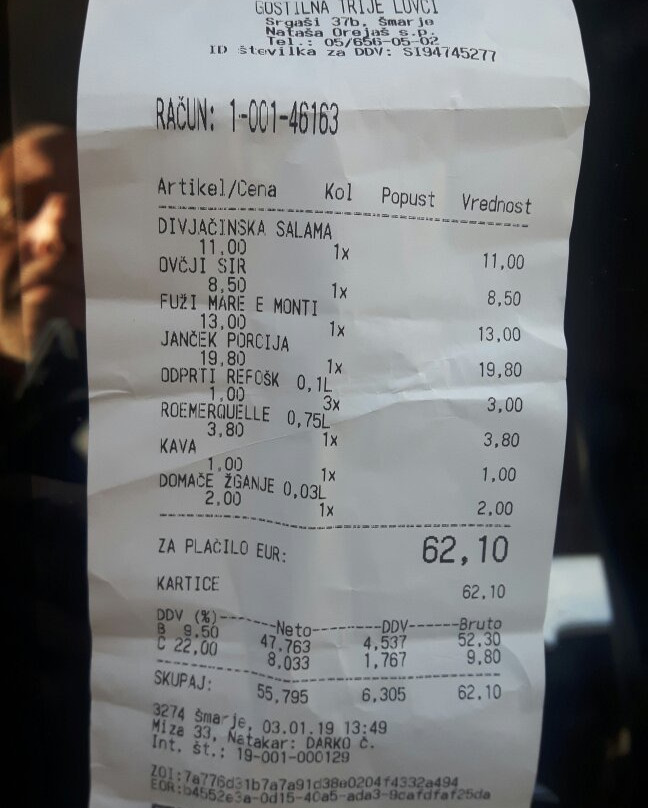 GOSTILNA TRIJE LOVCI
Srgaši 37b, Šmarje
Nataša Orejaš s.p.
Tel.: 05/656-05-02
ID številka za DDV: SI94745277
RAČUN: 1-001-46163
Artikel/Cena Kol Popust Vrednost
DIVJAČINSKA SALAMA
11,00 1x 11,00
OVČJI SIR
8,50 1x 8,50
FUŽI MARE E MONTI
13,00 1x 13,00
JANČEK PORCIJA
19,80 1x 19,80
ODPRTI REFOŠK 0,1L
1,00 3x 3,00
ROEMERQUELLE 0,75L
3,80 1x 3,80
KAVA
1,00 1x 1,00
DOMAČE ŽGANJE 0,03L
2,00 1x 2,00
ZA PLAČILO EUR: 62,10
KARTICE 62,10
DDV (%)------Neto---------DDV-----Bruto
B 9,50 47,763 4,537 52,30
C 22,00 8,033 1,767 9,80
SKUPAJ: 55,795 6,305 62,10
3274 Šmarje, 03.01.19 13:49
Miza 33, Natakar: DARKO Č.
Int. št.: 19-001-000129
ZOI:7a776d31b7a7a91d38e0204f4332a494
EOR:b4552e3a-0d15-40a5-ada3-9cafdfaf25da